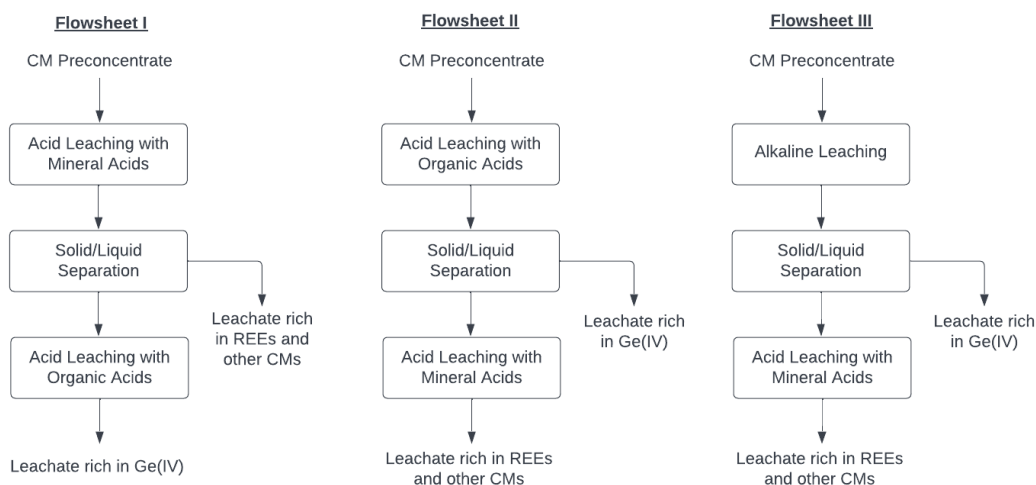 Flowsheet I
CM Preconcentrate
Acid Leaching with
Mineral Acids
Solid/Liquid
Separation
Leachate rich
in REEs and
other CMs
Acid Leaching with
Organic Acids
Leachate rich in Ge(IV)
Flowsheet II
CM Preconcentrate
Acid Leaching with
Organic Acids
Solid/Liquid
Separation
Leachate rich
in Ge(IV)
Acid Leaching with
Mineral Acids
Leachate rich in REEs
and other CMs
Flowsheet III
CM Preconcentrate
Alkaline Leaching
Solid/Liquid
Separation
Leachate rich
in Ge(IV)
Acid Leaching with
Mineral Acids
Leachate rich in REEs
and other CMs